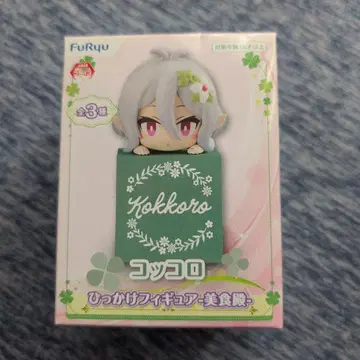 FuRyu
全3種
Kokkoro
コッコロ
ひっかけフィギュア-美食殿-